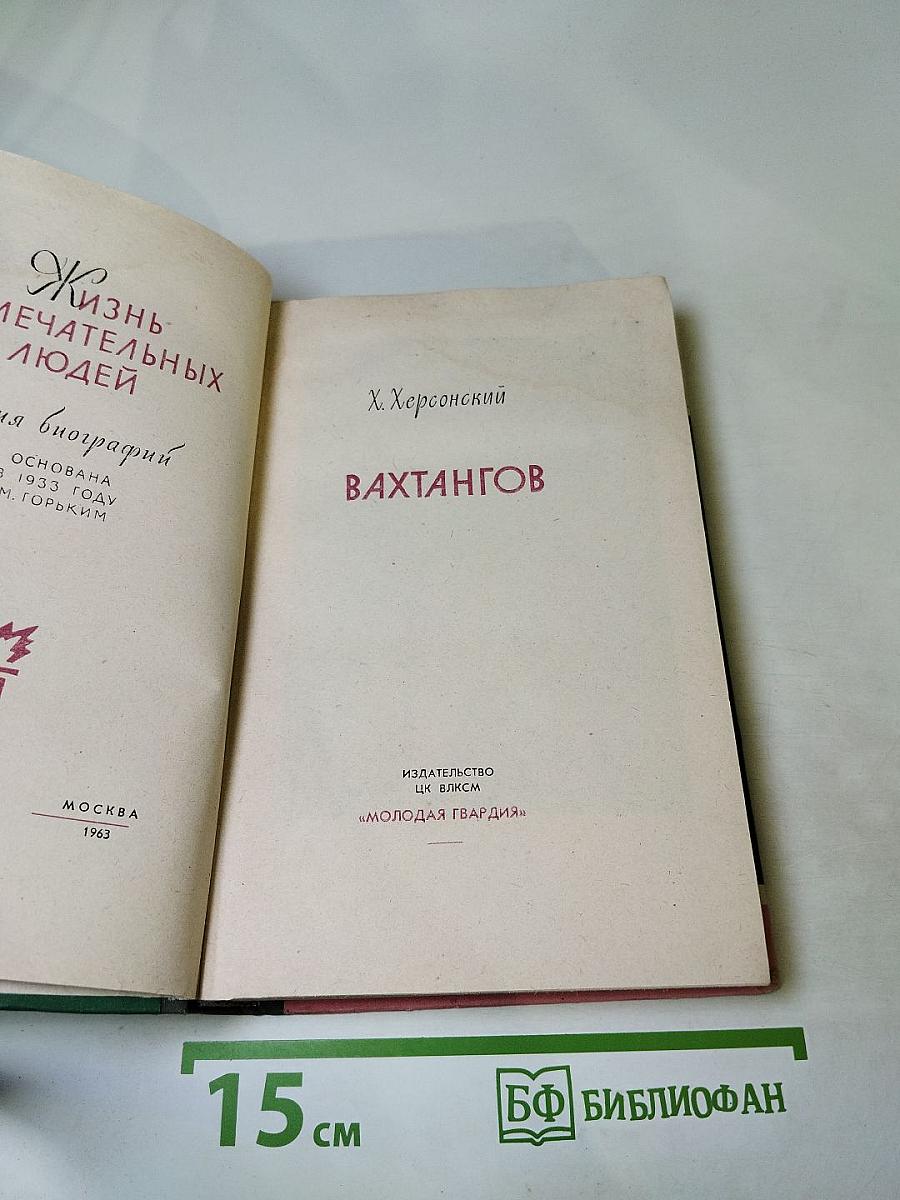 Жизнь
МЕЧАТЕЛЬНЫХ
ЛЮДЕЙ
ия биографий
ОСНОВАНА
В 1933 ГОДУ
М. ГОРЬКИМ
МОСКВА
1963
Х. Херсонский
ВАХТАНГОВ
ИЗДАТЕЛЬСТВО
ЦК ВЛКСМ
«МОЛОДАЯ ГВАРДИЯ»
15 см
БФ БИБЛИОФАН